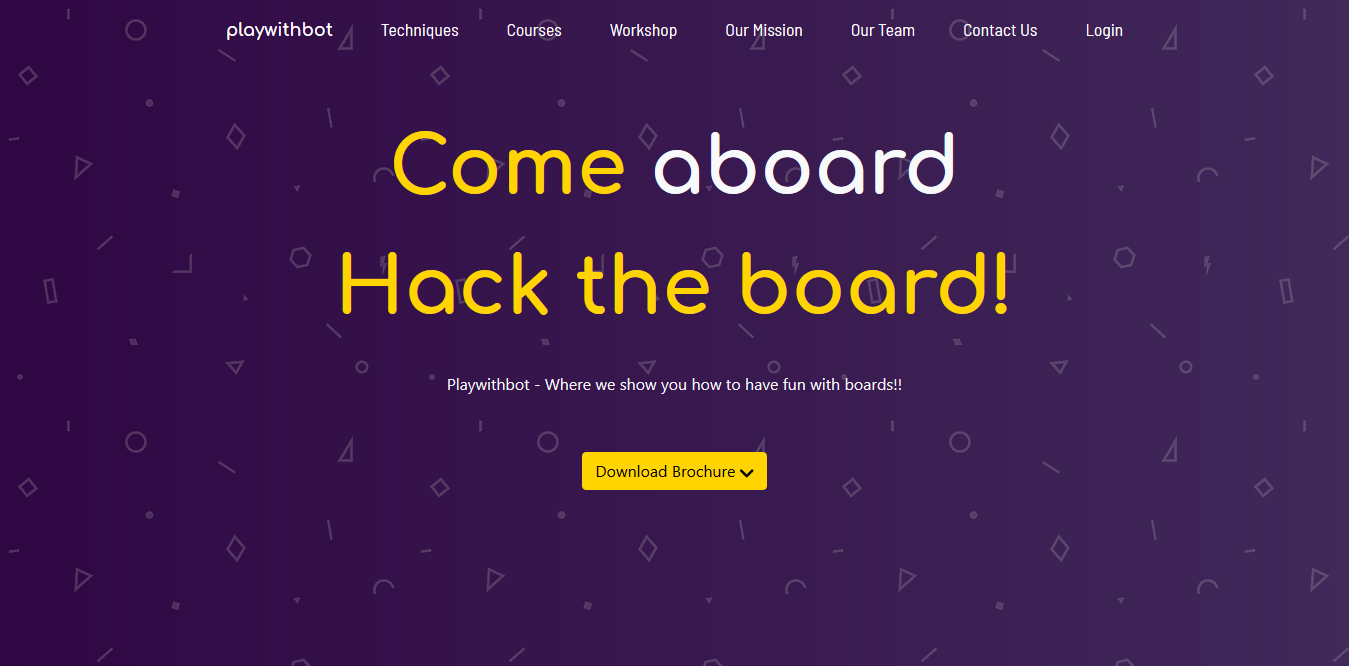 playwithbot Techniques Courses Workshop Our Mission Our Team Contact Us Login
Come aboard
Hack the board!
Playwithbot - Where we show you how to have fun with boards!!
Download Brochure